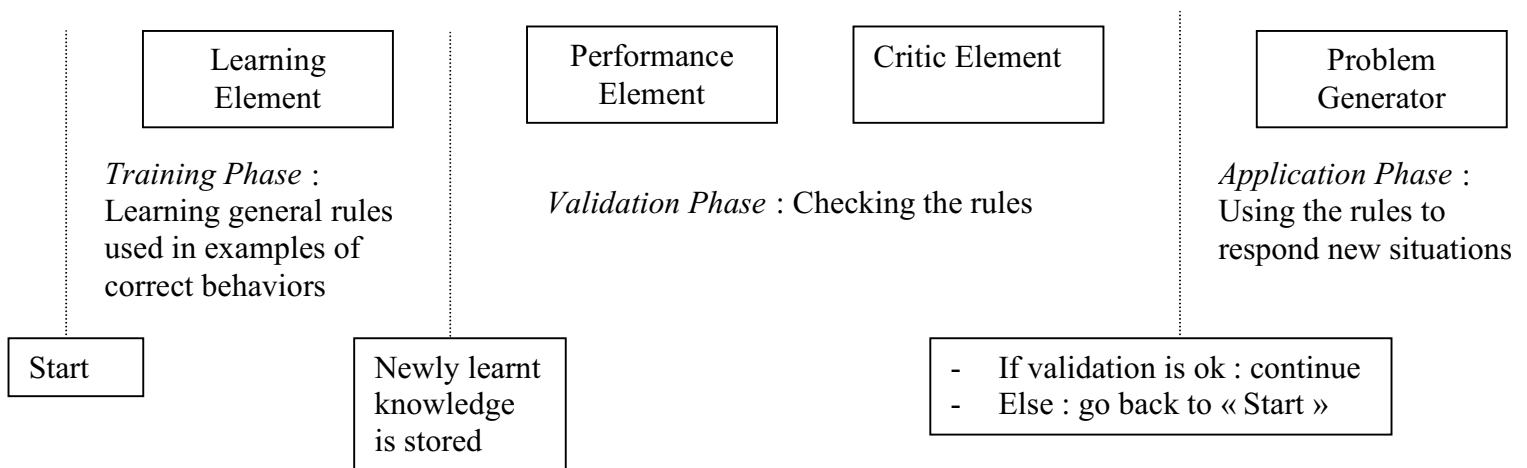 Learning
Element
Performance
Element
Critic Element
Problem
Generator
Training Phase :
Learning general rules
used in examples of
correct behaviors
Validation Phase : Checking the rules
Application Phase :
Using the rules to
respond new situations
Start
Newly learnt
knowledge
is stored
- If validation is ok : continue
- Else : go back to « Start »